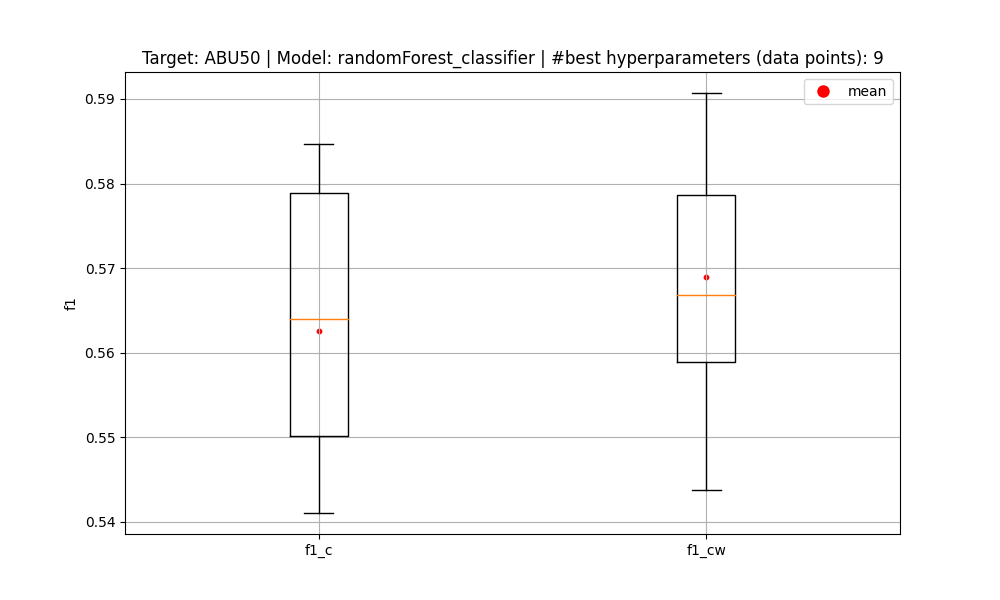 Target: ABU50 | Model: randomForest_classifier | #best hyperparameters (data points): 9
mean
f1
0.59
0.58
0.57
0.56
0.55
0.54
f1_c
f1_cw